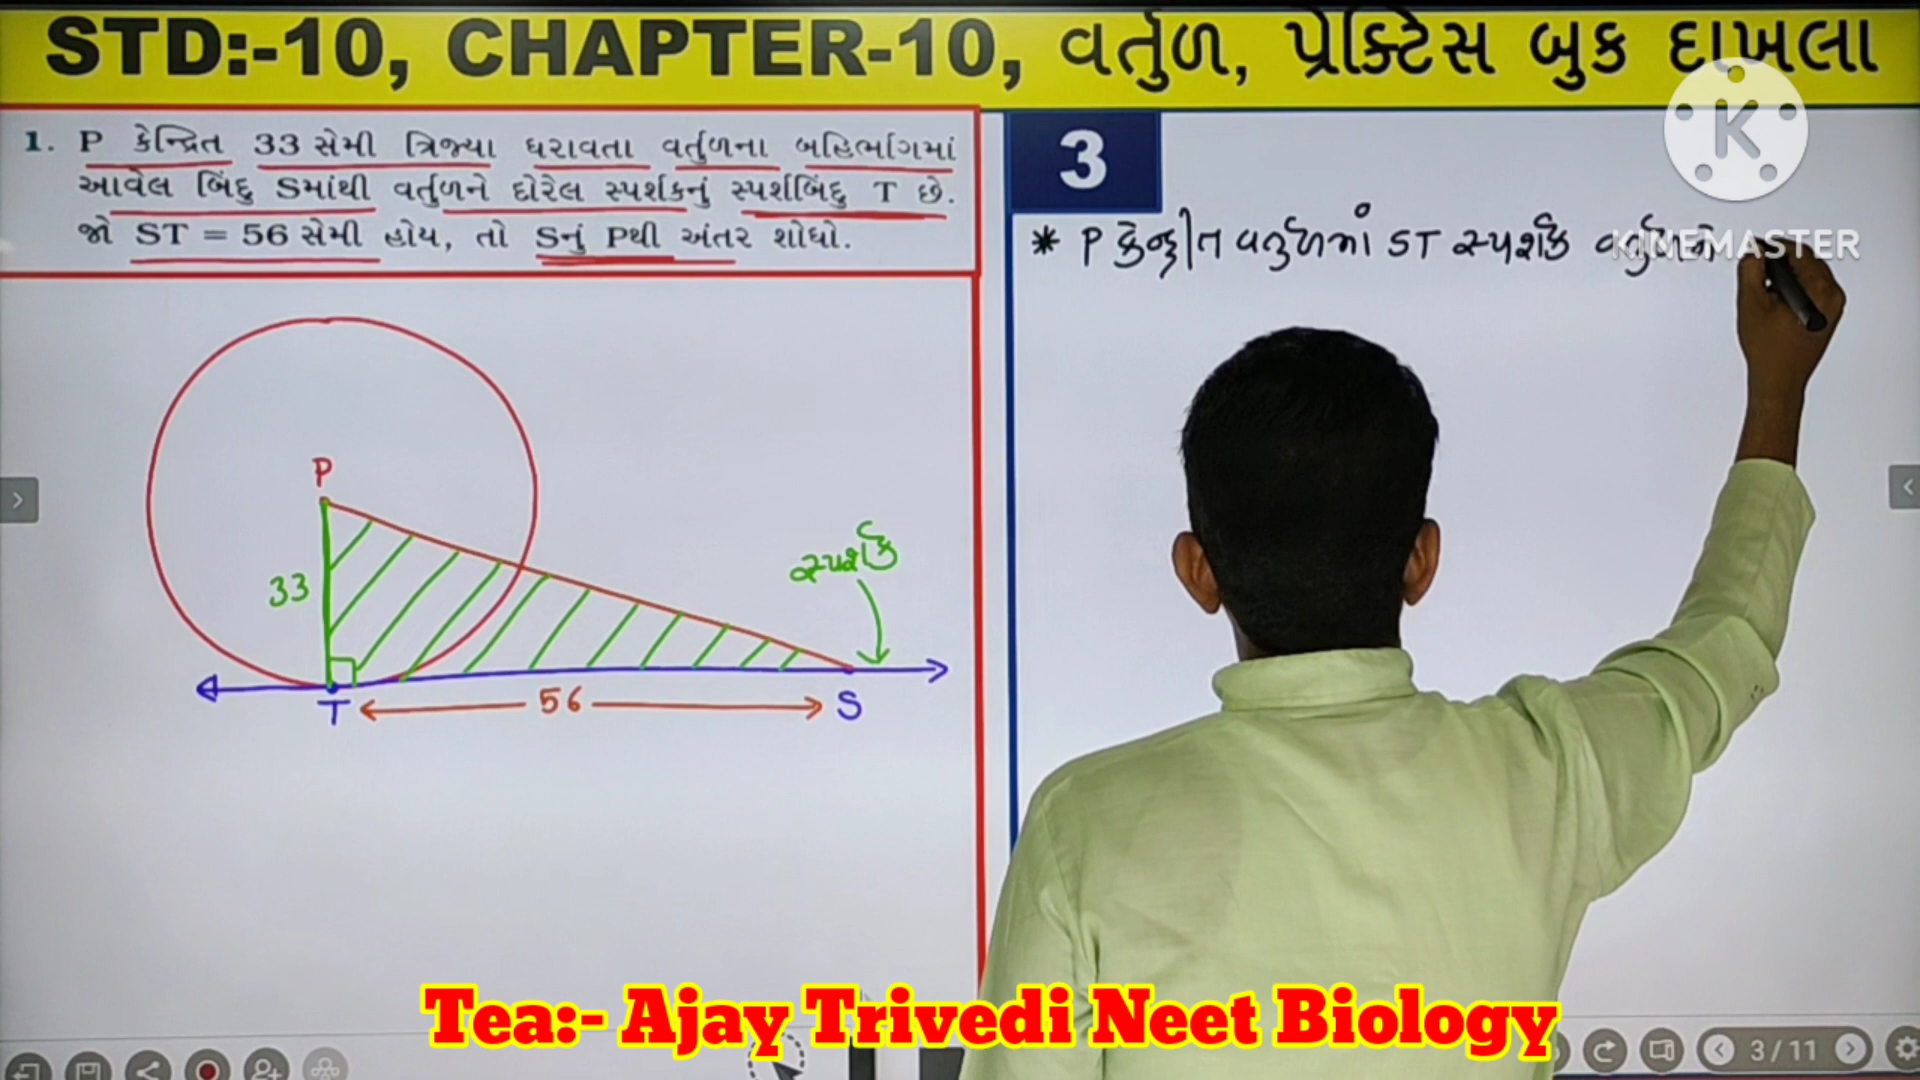 STD:-10, CHAPTER-10, વર્તુળ, પ્રેક્ટિસ બુક દાખલા
1. P કેન્દ્રિત 33 સેમી ત્રિજ્યા ધરાવતા વર્તુળના બહિર્ભાગમાં
આવેલ બિંદુ Sમાંથી વર્તુળને દોરેલ સ્પર્શકનું સ્પર્શબિંદુ T છે.
જો ST = 56 સેમી હોય, તો Sનું Pથી અંતર શોધો.
3
K
KINEMASTER
* P કેન્દ્રીત વર્તુળમાં ST સ્પર્શક
P
33
સ્પર્શક
T
56
S
Tea:- Ajay Trivedi Neet Biology
3/11